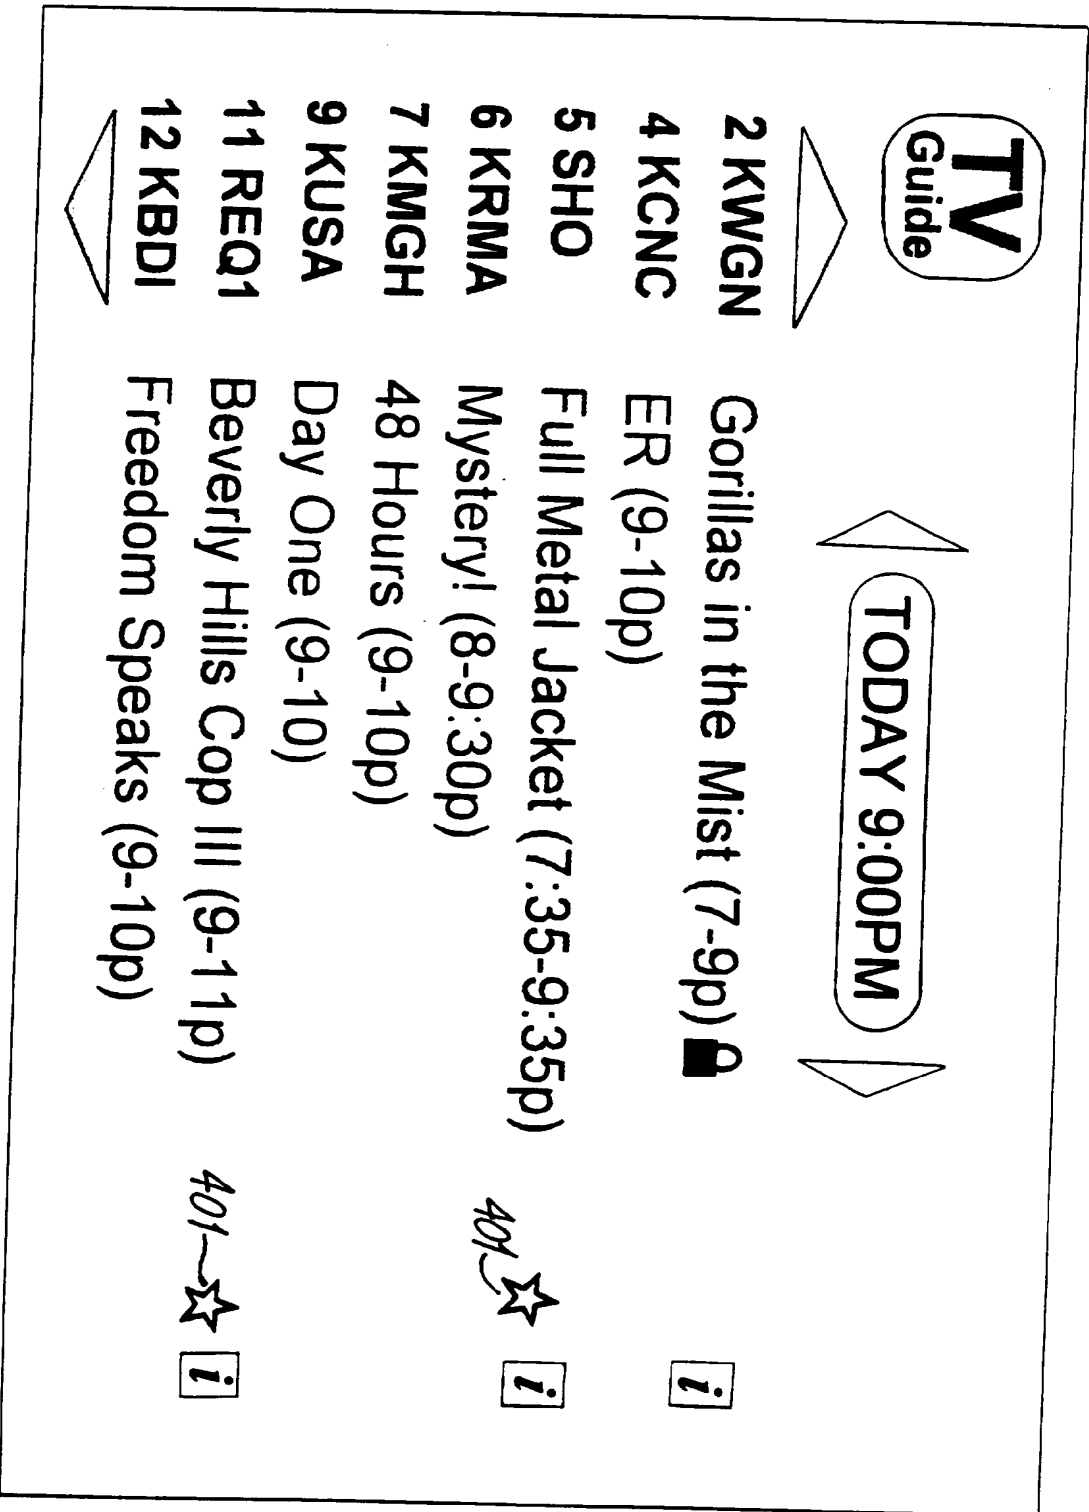 TV
Guide
TODAY 9:00PM
2 KWGN Gorillas in the Mist (7-9p) i
4 KCNC ER (9-10p)
5 SHO Full Metal Jacket (7:35-9:35p) 401 i
6 KRMA Mystery! (8-9:30p)
7 KMGH 48 Hours (9-10p)
9 KUSA Day One (9-10)
11 REQ1 Beverly Hills Cop III (9-11p) 401 i
12 KBDI Freedom Speaks (9-10p)